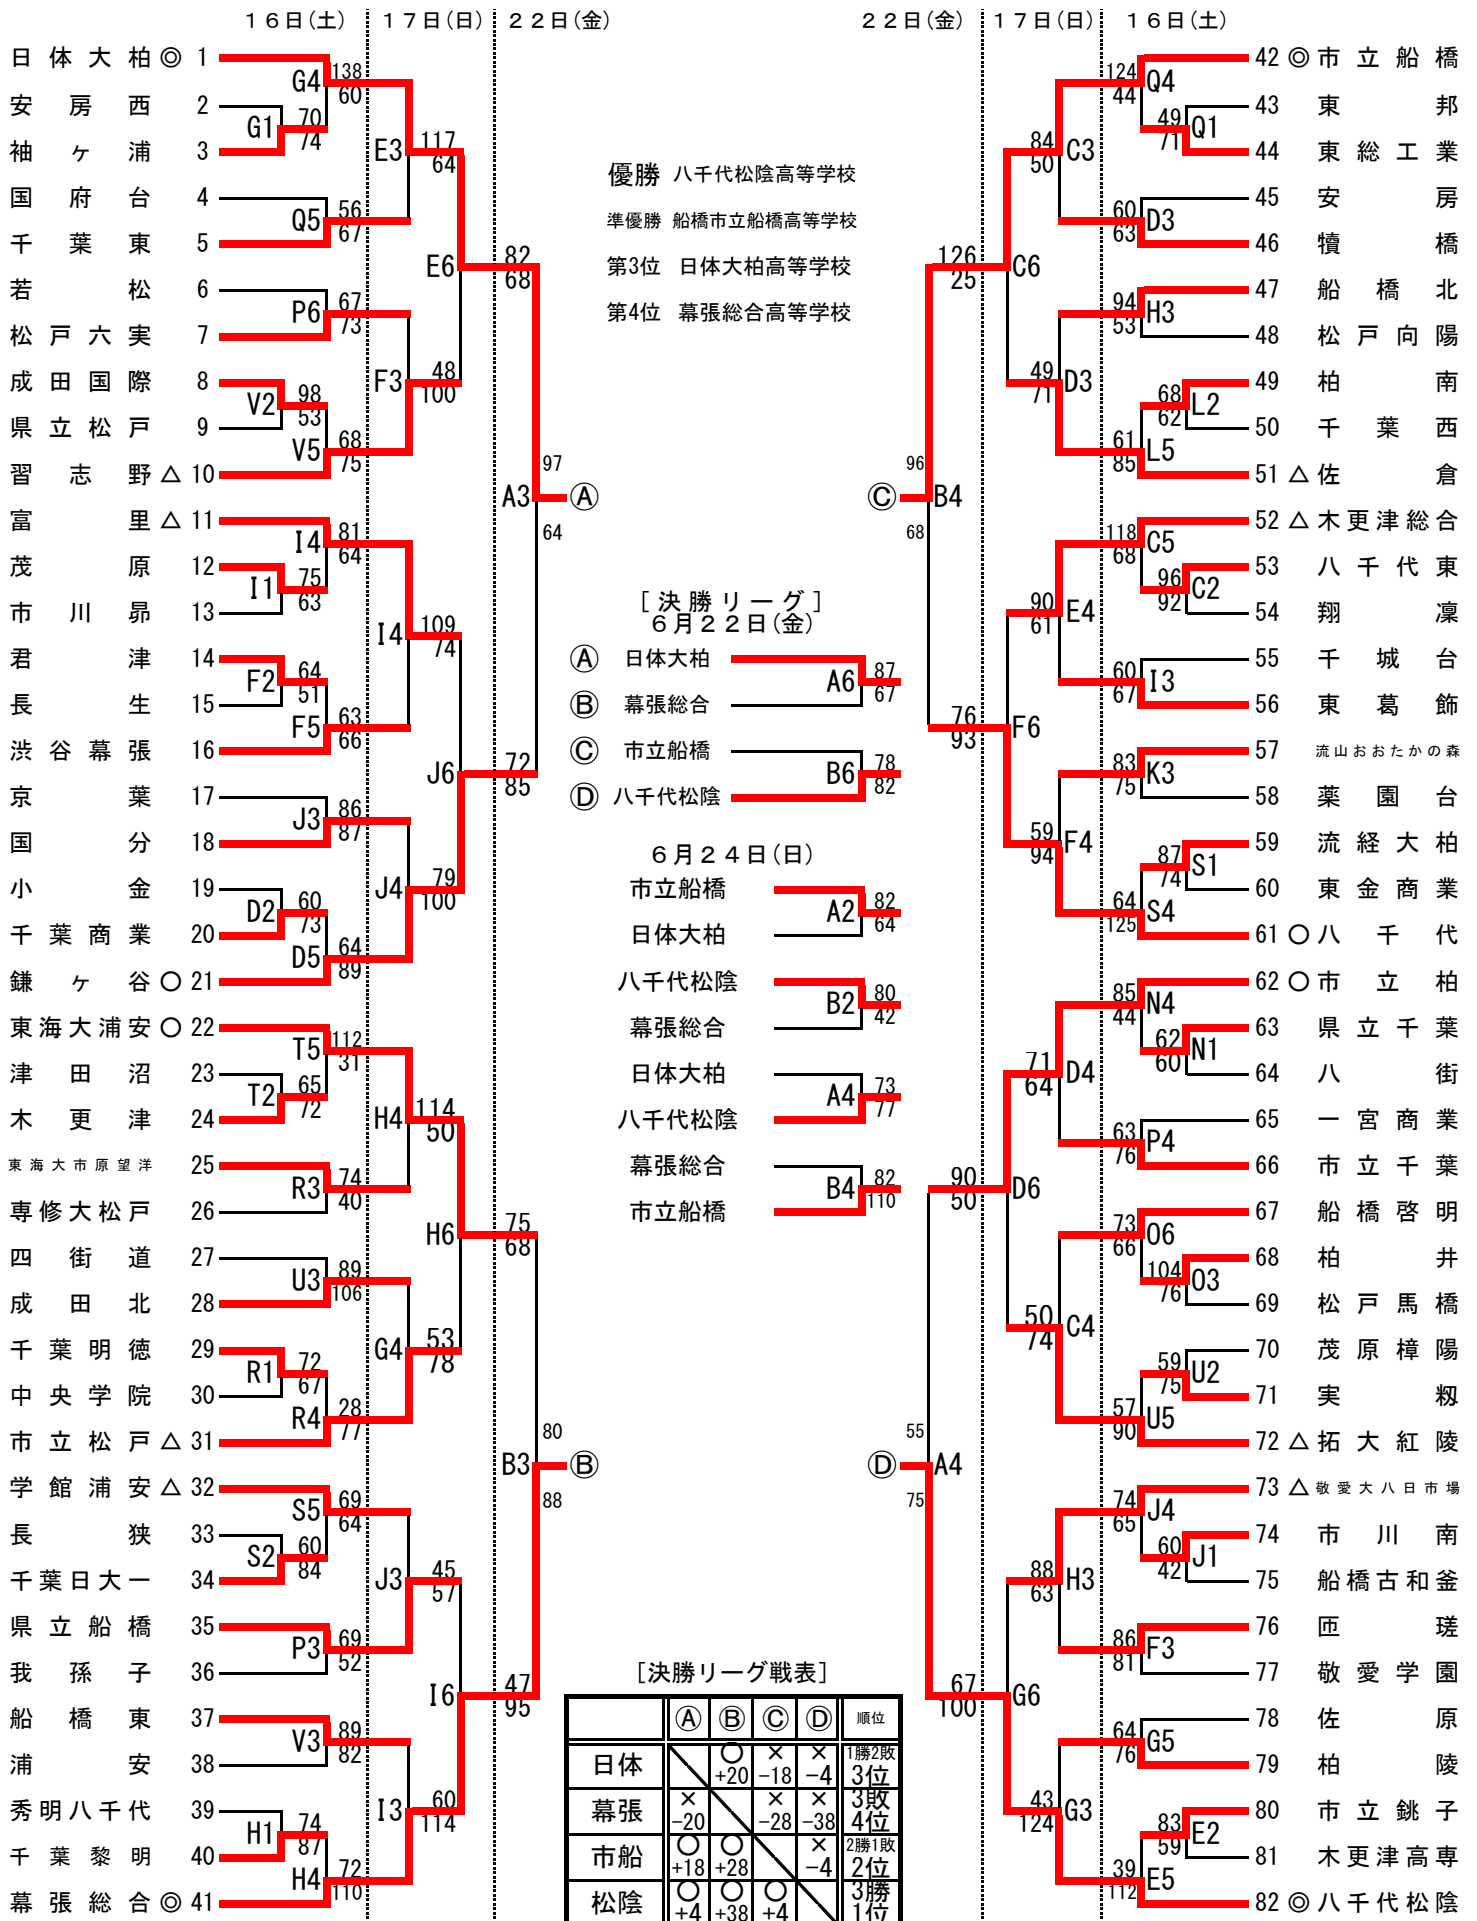 １６日(土) １７日(日) ２２日(金) ２２日(金) １７日(日) １６日(土)
日体大柏 ◎ 1
安房西 2
袖ヶ浦 3
国府台 4
千葉東 5
若松 6
松戸六実 7
成田国際 8
県立松戸 9
習志野 △ 10
富里 △ 11
茂原 12
市川昴 13
君津 14
長生 15
渋谷幕張 16
京葉 17
国分 18
小金 19
千葉商業 20
鎌ヶ谷 ○ 21
東海大浦安 ○ 22
津田沼 23
木更津 24
東海大市原望洋 25
専修大松戸 26
四街道 27
成田北 28
千葉明徳 29
中央学院 30
市立松戸 △ 31
学館浦安 △ 32
長狭 33
千葉日大一 34
県立船橋 35
我孫子 36
船橋東 37
浦安 38
秀明八千代 39
千葉黎明 40
幕張総合 ◎ 41
G4 138 60
G1 70 74
Q5 56 67
P6 67 73
V2 98 53
V5 68 75
I4 81 64
I1 75 63
F2 64 51
F5 63 66
J3 86 87
D2 60 73
D5 64 89
T5 112 31
T2 65 72
R3 74 40
U3 89 106
R1 72 67
R4 28 77
S5 69 64
S2 60 84
P3 69 52
V3 89 82
H1 74 87
H4 72 110
E3 117 64
F3 48 100
I4 109 74
J4 79 100
H4 114 50
G4 53 78
J3 45 57
I3 60 114
E6 82 68
J6 72 85
H6 75 68
I6 47 95
A3 97 64 Ⓐ
B3 80 88 Ⓑ
優勝 八千代松陰高等学校
準優勝 船橋市立船橋高等学校
第3位 日体大柏高等学校
第4位 幕張総合高等学校
[決勝リーグ]
６月２２日(金)
Ⓐ 日体大柏
A6 87 67
Ⓑ 幕張総合
Ⓒ 市立船橋
B6 78 82
Ⓓ 八千代松陰
６月２４日(日)
市立船橋
A2 82 64
日体大柏
八千代松陰
B2 80 42
幕張総合
日体大柏
A4 73 77
八千代松陰
幕張総合
B4 82 110
市立船橋
[決勝リーグ戦表]
Ⓐ Ⓑ Ⓒ Ⓓ 順位
日体 ○ +20 × -18 × -4 1勝2敗 3位
幕張 × -20 × -28 × -38 3敗 4位
市船 ○ +18 ○ +28 × -4 2勝1敗 2位
松陰 ○ +4 ○ +38 ○ +4 3勝 1位
Ⓒ 96 68 B4
Ⓓ 55 75 A4
126 25 C6
76 93 F6
90 50 D6
67 100 G6
84 50 C3
49 71 D3
90 61 E4
59 94 F4
71 64 D4
50 74 C4
88 63 H3
43 124 G3
124 44 Q4
49 71 Q1
60 63 D3
94 53 H3
68 62 L2
61 85 L5
118 68 C5
96 92 C2
60 67 I3
83 75 K3
87 74 S1
64 125 S4
85 44 N4
62 60 N1
63 76 P4
73 66 O6
104 76 O3
59 75 U2
57 90 U5
74 65 J4
60 42 J1
86 81 F3
64 76 G5
83 59 E2
39 112 E5
42 ◎ 市立船橋
43 東邦
44 東総工業
45 安房
46 犢橋
47 船橋北
48 松戸向陽
49 柏南
50 千葉西
51 △ 佐倉
52 △ 木更津総合
53 八千代東
54 翔凜
55 千城台
56 東葛飾
57 流山おおたかの森
58 薬園台
59 流経大柏
60 東金商業
61 ○ 八千代
62 ○ 市立柏
63 県立千葉
64 八街
65 一宮商業
66 市立千葉
67 船橋啓明
68 柏井
69 松戸馬橋
70 茂原樟陽
71 実籾
72 △ 拓大紅陵
73 △ 敬愛大八日市場
74 市川南
75 船橋古和釜
76 匝瑳
77 敬愛学園
78 佐原
79 柏陵
80 市立銚子
81 木更津高専
82 ◎ 八千代松陰